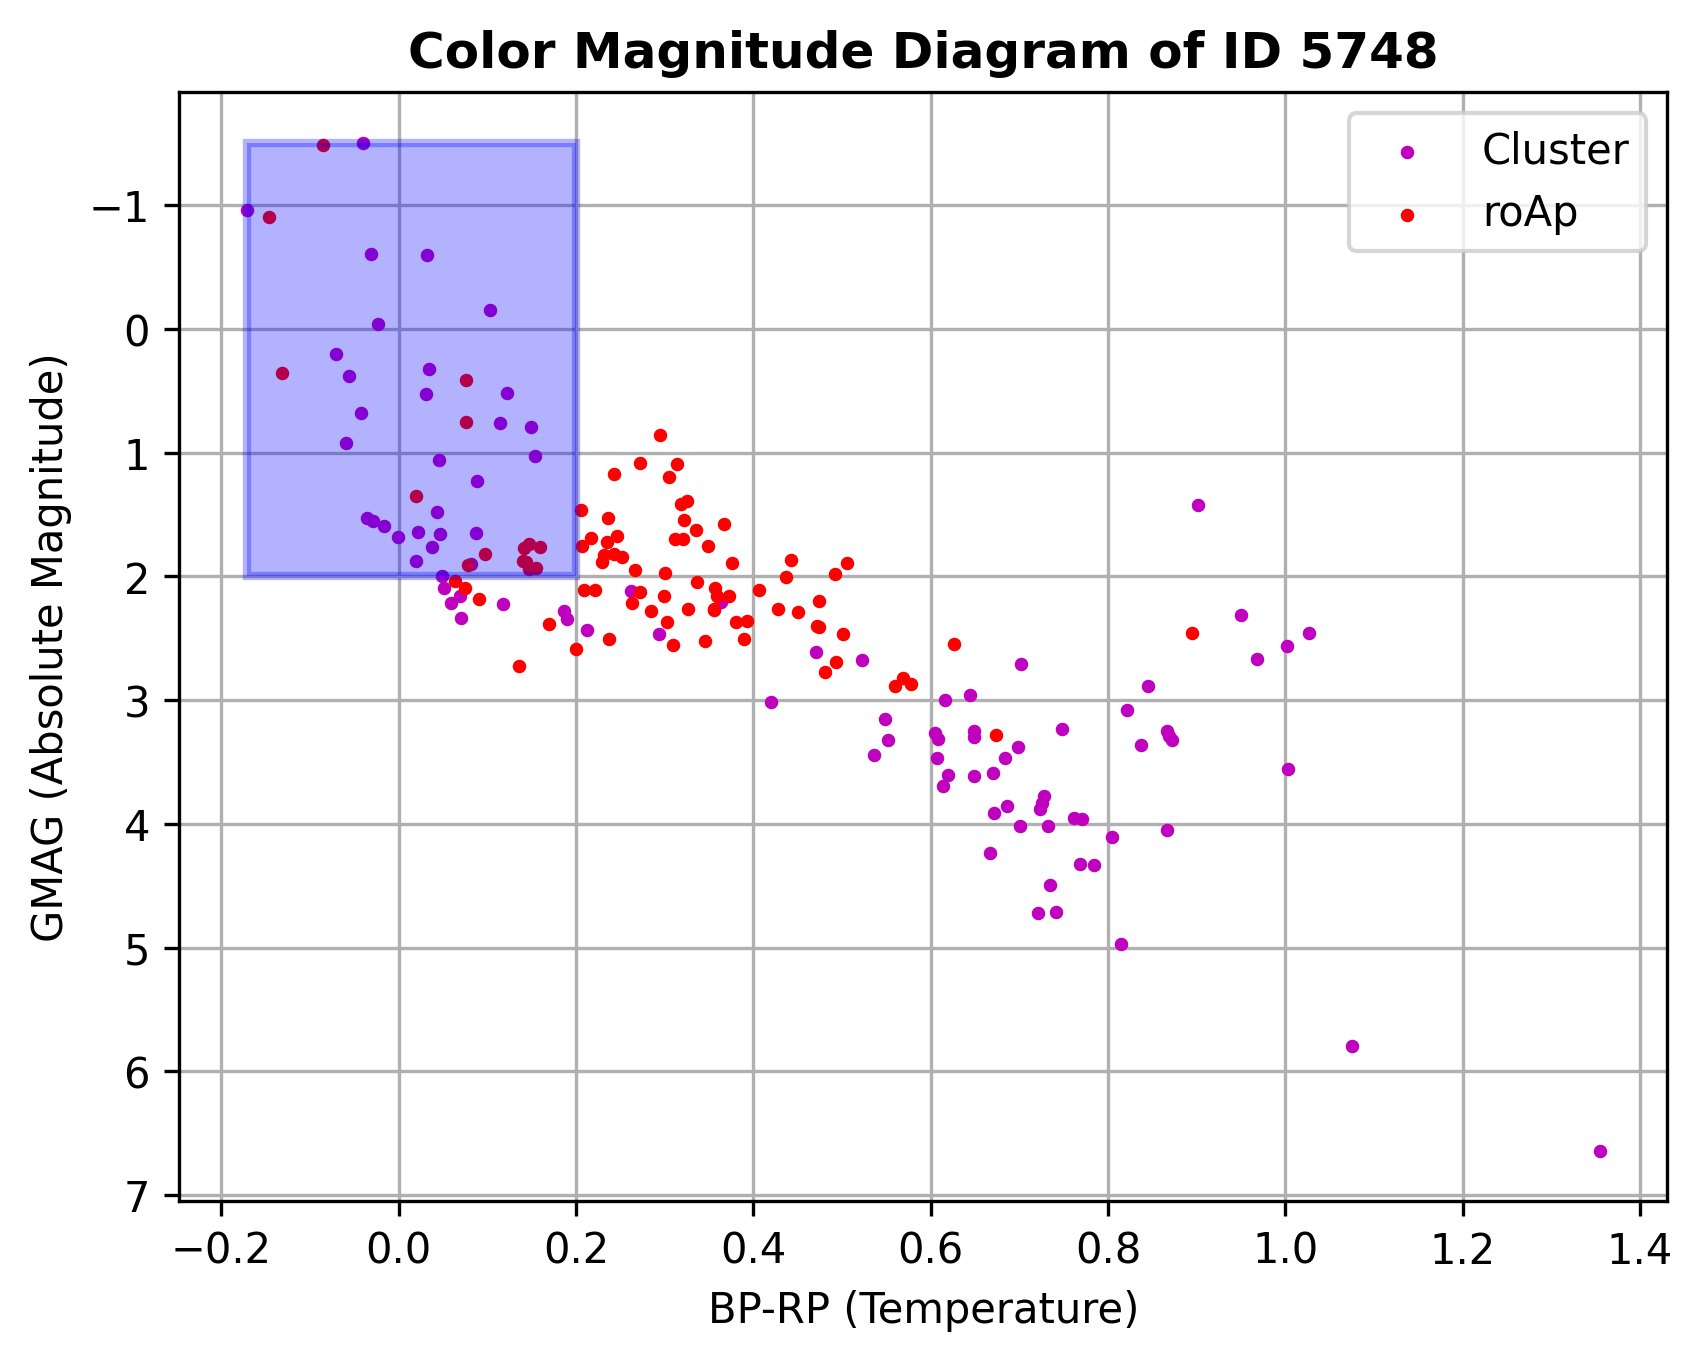 Color Magnitude Diagram of ID 5748
Cluster
roAp
−1
0
1
2
3
4
5
6
7
GMAG (Absolute Magnitude)
−0.2 0.0 0.2 0.4 0.6 0.8 1.0 1.2 1.4
BP-RP (Temperature)